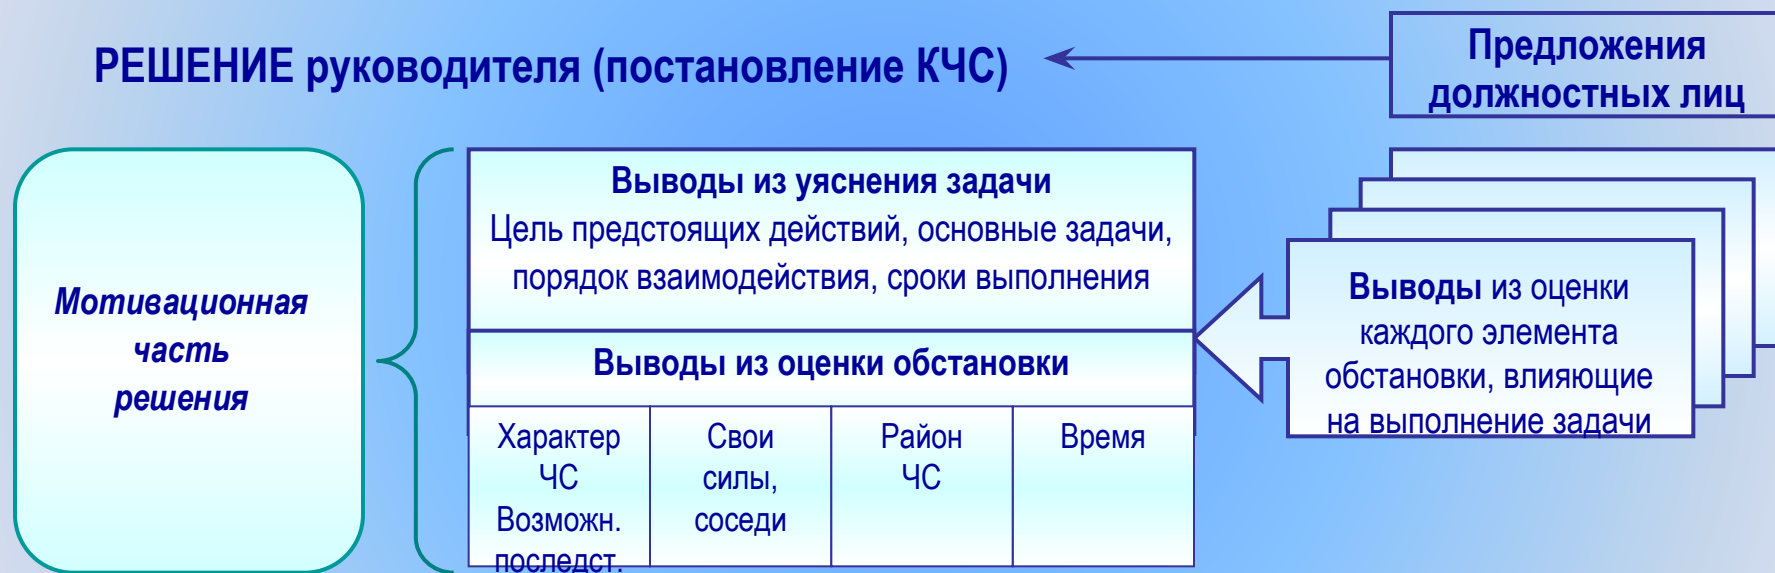 РЕШЕНИЕ руководителя (постановление КЧС)
Предложения
должностных лиц
Мотивационная
часть
решения
Выводы из уяснения задачи
Цель предстоящих действий, основные задачи,
порядок взаимодействия, сроки выполнения
Выводы из оценки обстановки
Характер
ЧС
Возможн.
последст.
Свои
силы,
соседи
Район
ЧС
Время
Выводы из оценки
каждого элемента
обстановки, влияющие
на выполнение задачи